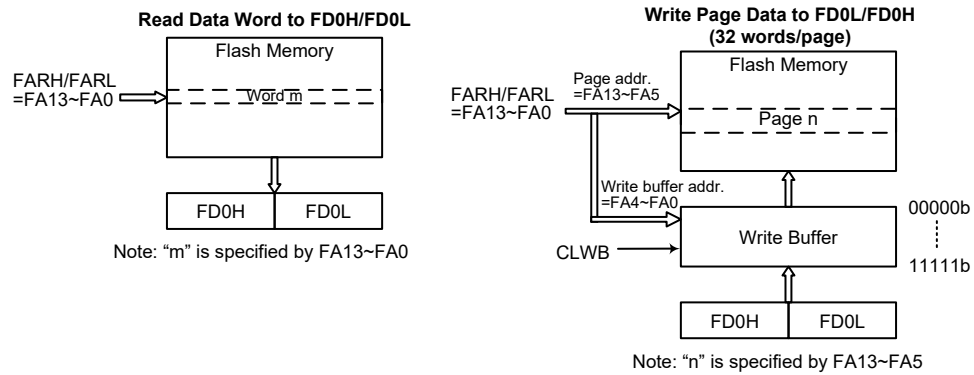 Read Data Word to FD0H/FD0L
Flash Memory
FARH/FARL
=FA13~FA0
Word m
FD0H
FD0L
Note: “m” is specified by FA13~FA0
Write Page Data to FD0L/FD0H
(32 words/page)
Flash Memory
Page addr.
=FA13~FA5
FARH/FARL
=FA13~FA0
Page n
Write buffer addr.
=FA4~FA0
00000b
Write Buffer
CLWB
11111b
FD0H
FD0L
Note: “n” is specified by FA13~FA5